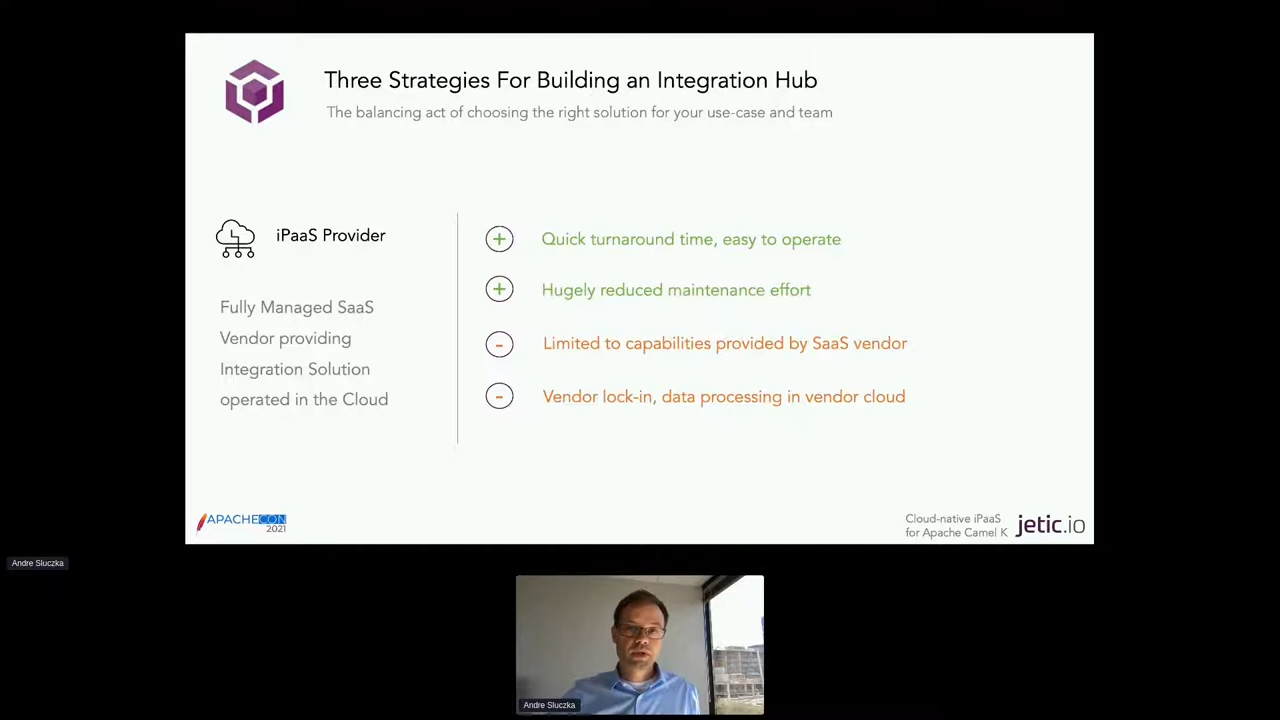 Three Strategies For Building an Integration Hub
The balancing act of choosing the right solution for your use-case and team
iPaaS Provider
Fully Managed SaaS
Vendor providing
Integration Solution
operated in the Cloud
Quick turnaround time, easy to operate
Hugely reduced maintenance effort
Limited to capabilities provided by SaaS vendor
Vendor lock-in, data processing in vendor cloud
APACHECON
2021
Cloud-native iPaaS
for Apache Camel K
jetic.io
Andre Sluczka
Andre Sluczka